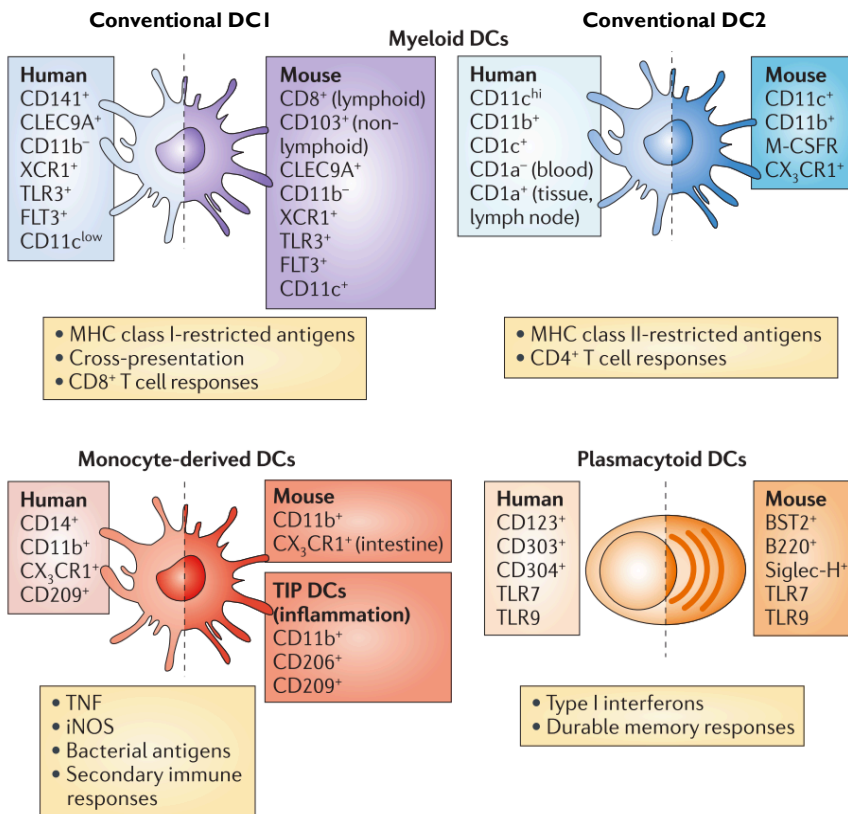 Conventional DC1
Conventional DC2
Myeloid DCs
Human
CD141⁺
CLEC9A⁺
CD11b⁻
XCR1⁺
TLR3⁺
FLT3⁺
CD11c^low
Mouse
CD8⁺ (lymphoid)
CD103⁺ (non-
lymphoid)
CLEC9A⁺
CD11b⁻
XCR1⁺
TLR3⁺
FLT3⁺
CD11c⁺
• MHC class I-restricted antigens
• Cross-presentation
• CD8⁺ T cell responses
Human
CD11c^hi
CD11b⁺
CD1c⁺
CD1a⁻ (blood)
CD1a⁺ (tissue,
lymph node)
Mouse
CD11c⁺
CD11b⁺
M-CSFR
CX₃CR1⁺
• MHC class II-restricted antigens
• CD4⁺ T cell responses
Monocyte-derived DCs
Human
CD14⁺
CD11b⁺
CX₃CR1⁺
CD209⁺
Mouse
CD11b⁺
CX₃CR1⁺ (intestine)
TIP DCs
(inflammation)
CD11b⁺
CD206⁺
CD209⁺
• TNF
• iNOS
• Bacterial antigens
• Secondary immune
responses
Plasmacytoid DCs
Human
CD123⁺
CD303⁺
CD304⁺
TLR7
TLR9
Mouse
BST2⁺
B220⁺
Siglec-H⁺
TLR7
TLR9
• Type I interferons
• Durable memory responses